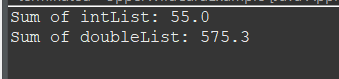 Sum of intList: 55.0
Sum of doubleList: 575.3